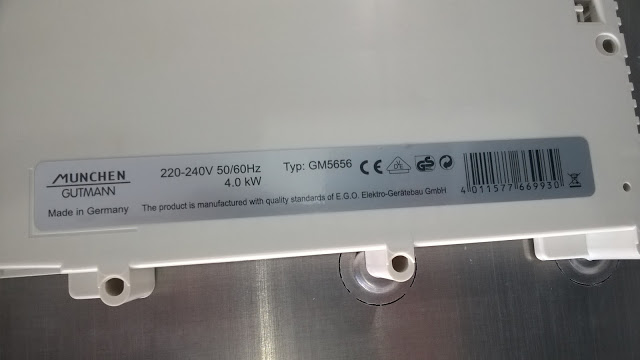 MUNCHEN
GUTMANN
Made in Germany
220-240V 50/60Hz
4.0 kW
Typ: GM5656
CE
The product is manufactured with quality standards of E.G.O. Elektro-Gerätebau GmbH
4 011577 669930